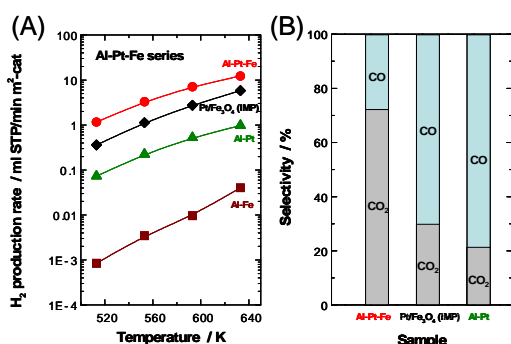 (A)
Al-Pt-Fe series
Al-Pt-Fe
Pt/Fe₃O₄ (IMP)
Al-Pt
Al-Fe
100
10
1
0.1
0.01
1E-3
1E-4
H₂ production rate / ml STP/min m²-cat
520 560 600 640
Temperature / K
(B)
100
80
60
40
20
0
Selectivity / %
CO
CO
CO
CO₂
CO₂
CO₂
Al-Pt-Fe Pt/Fe₃O₄ (IMP) Al-Pt
Sample